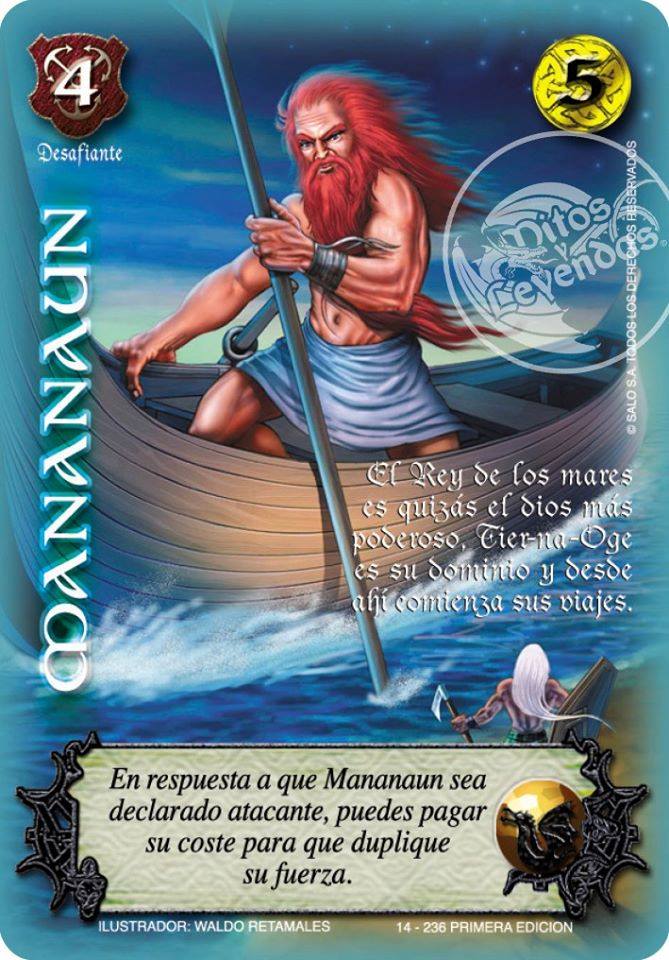 4
Desafiante
5
Mitos
y
Leyendas
© SALO S.A. TODOS LOS DERECHOS RESERVADOS
MANANAUN
El Rey de los mares
es quizás el dios más
poderoso, Tier-na-Oge
es su dominio y desde
ahí comienza sus viajes.
En respuesta a que Mananaun sea
declarado atacante, puedes pagar
su coste para que duplique
su fuerza.
ILUSTRADOR: WALDO RETAMALES
14 - 236 PRIMERA EDICION